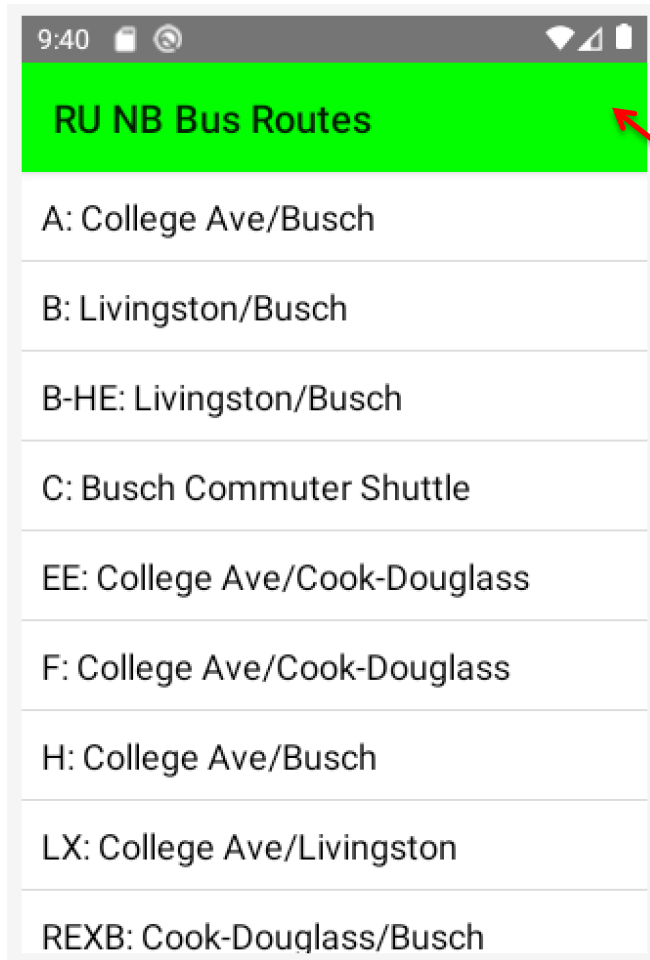 9:40
RU NB Bus Routes
A: College Ave/Busch
B: Livingston/Busch
B-HE: Livingston/Busch
C: Busch Commuter Shuttle
EE: College Ave/Cook-Douglass
F: College Ave/Cook-Douglass
H: College Ave/Busch
LX: College Ave/Livingston
REXB: Cook-Douglass/Busch